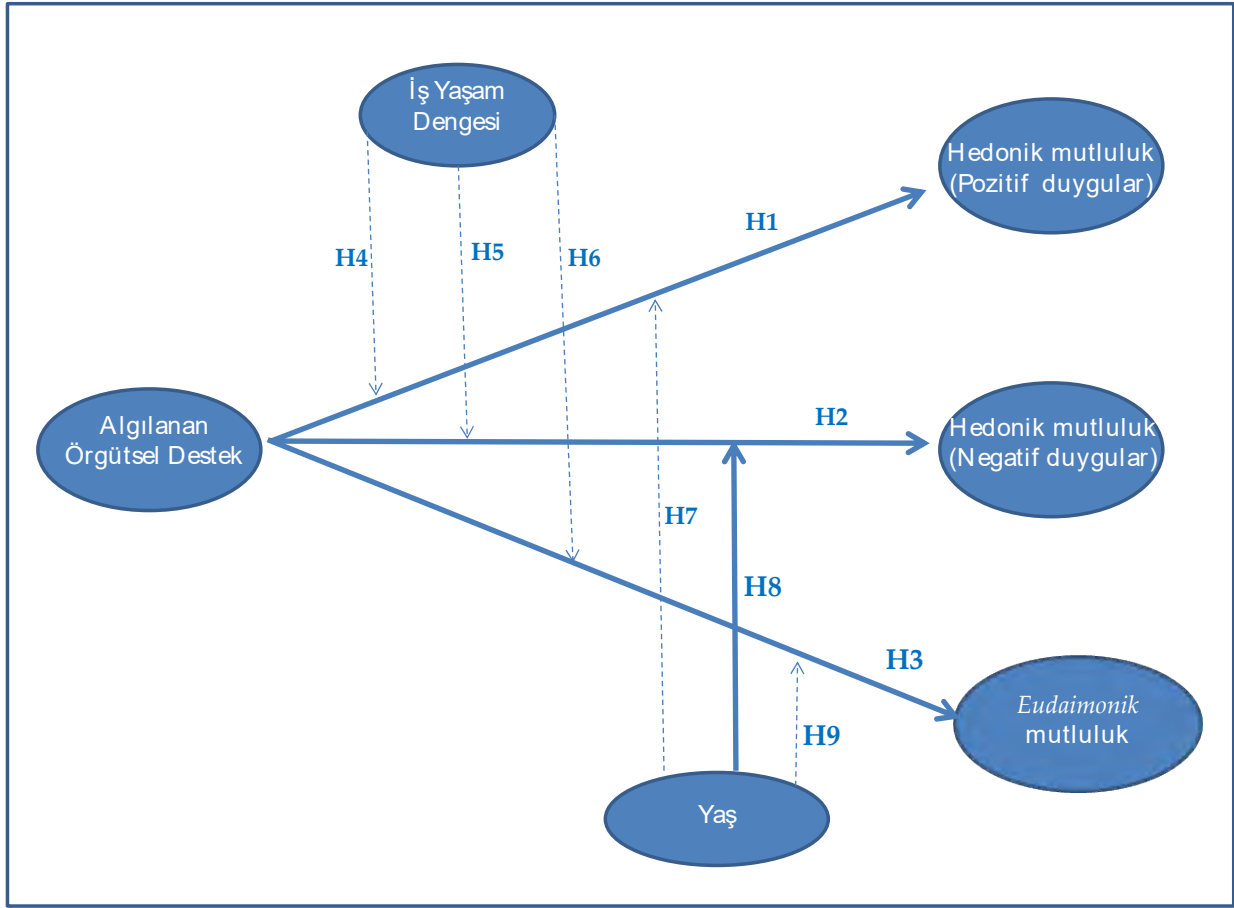 İş Yaşam
Dengesi
Hedonik mutluluk
(Pozitif duygular)
H1
H4
H5
H6
Algılanan
Örgütsel Destek
H2
Hedonik mutluluk
(Negatif duygular)
H7
H8
H3
Eudaimonik
mutluluk
H9
Yaş